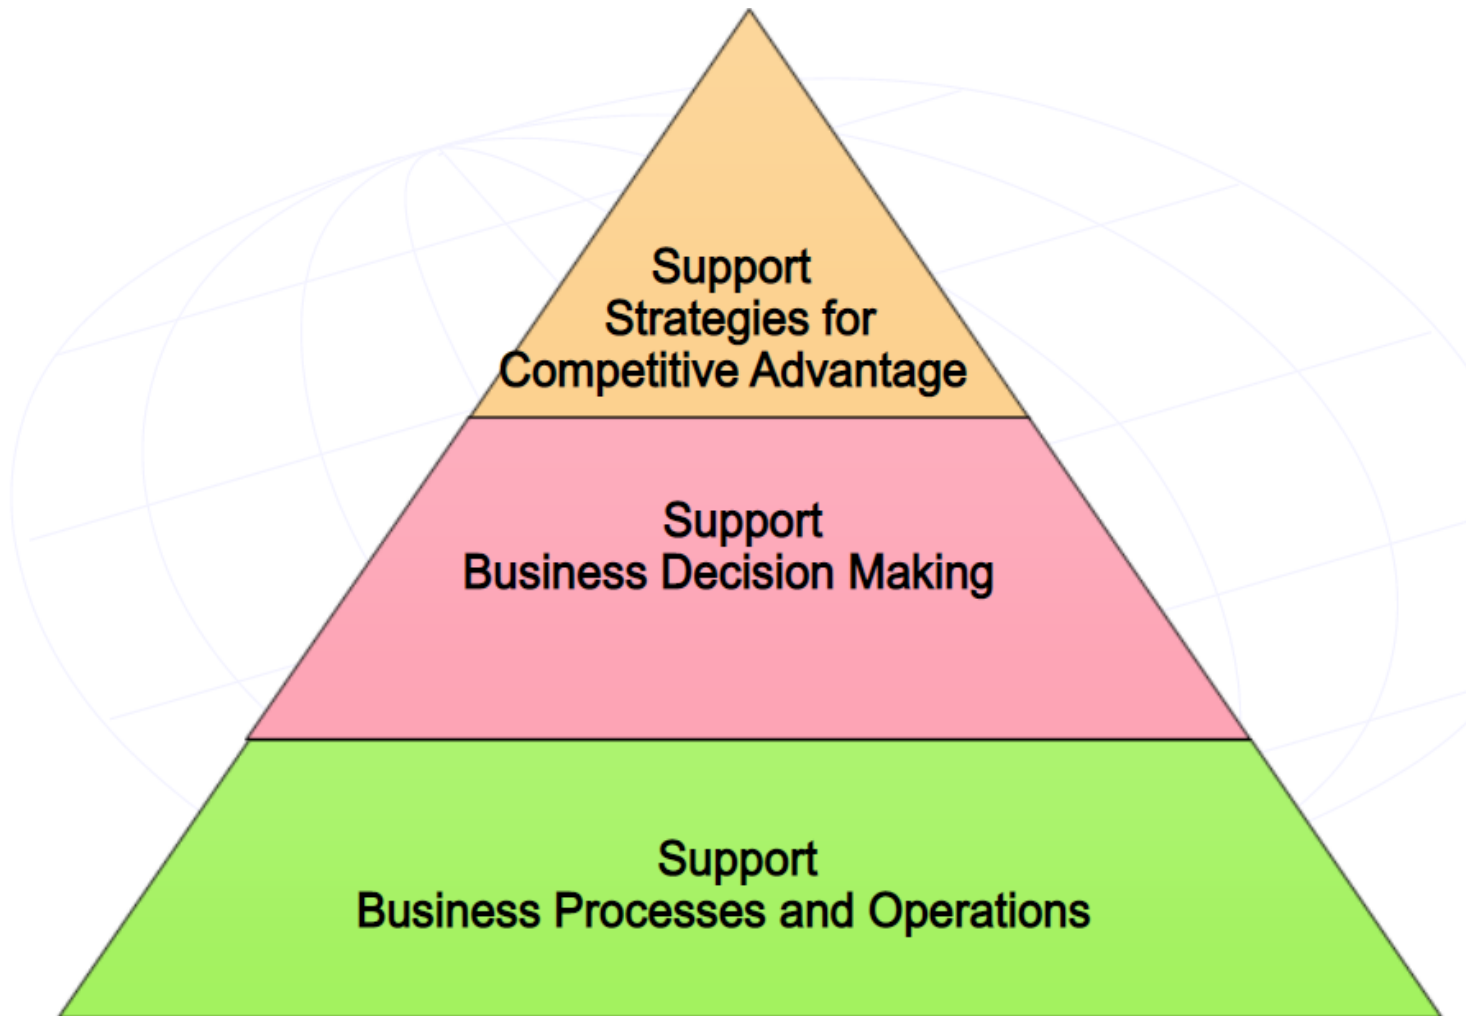 Support
Strategies for
Competitive Advantage
Support
Business Decision Making
Support
Business Processes and Operations